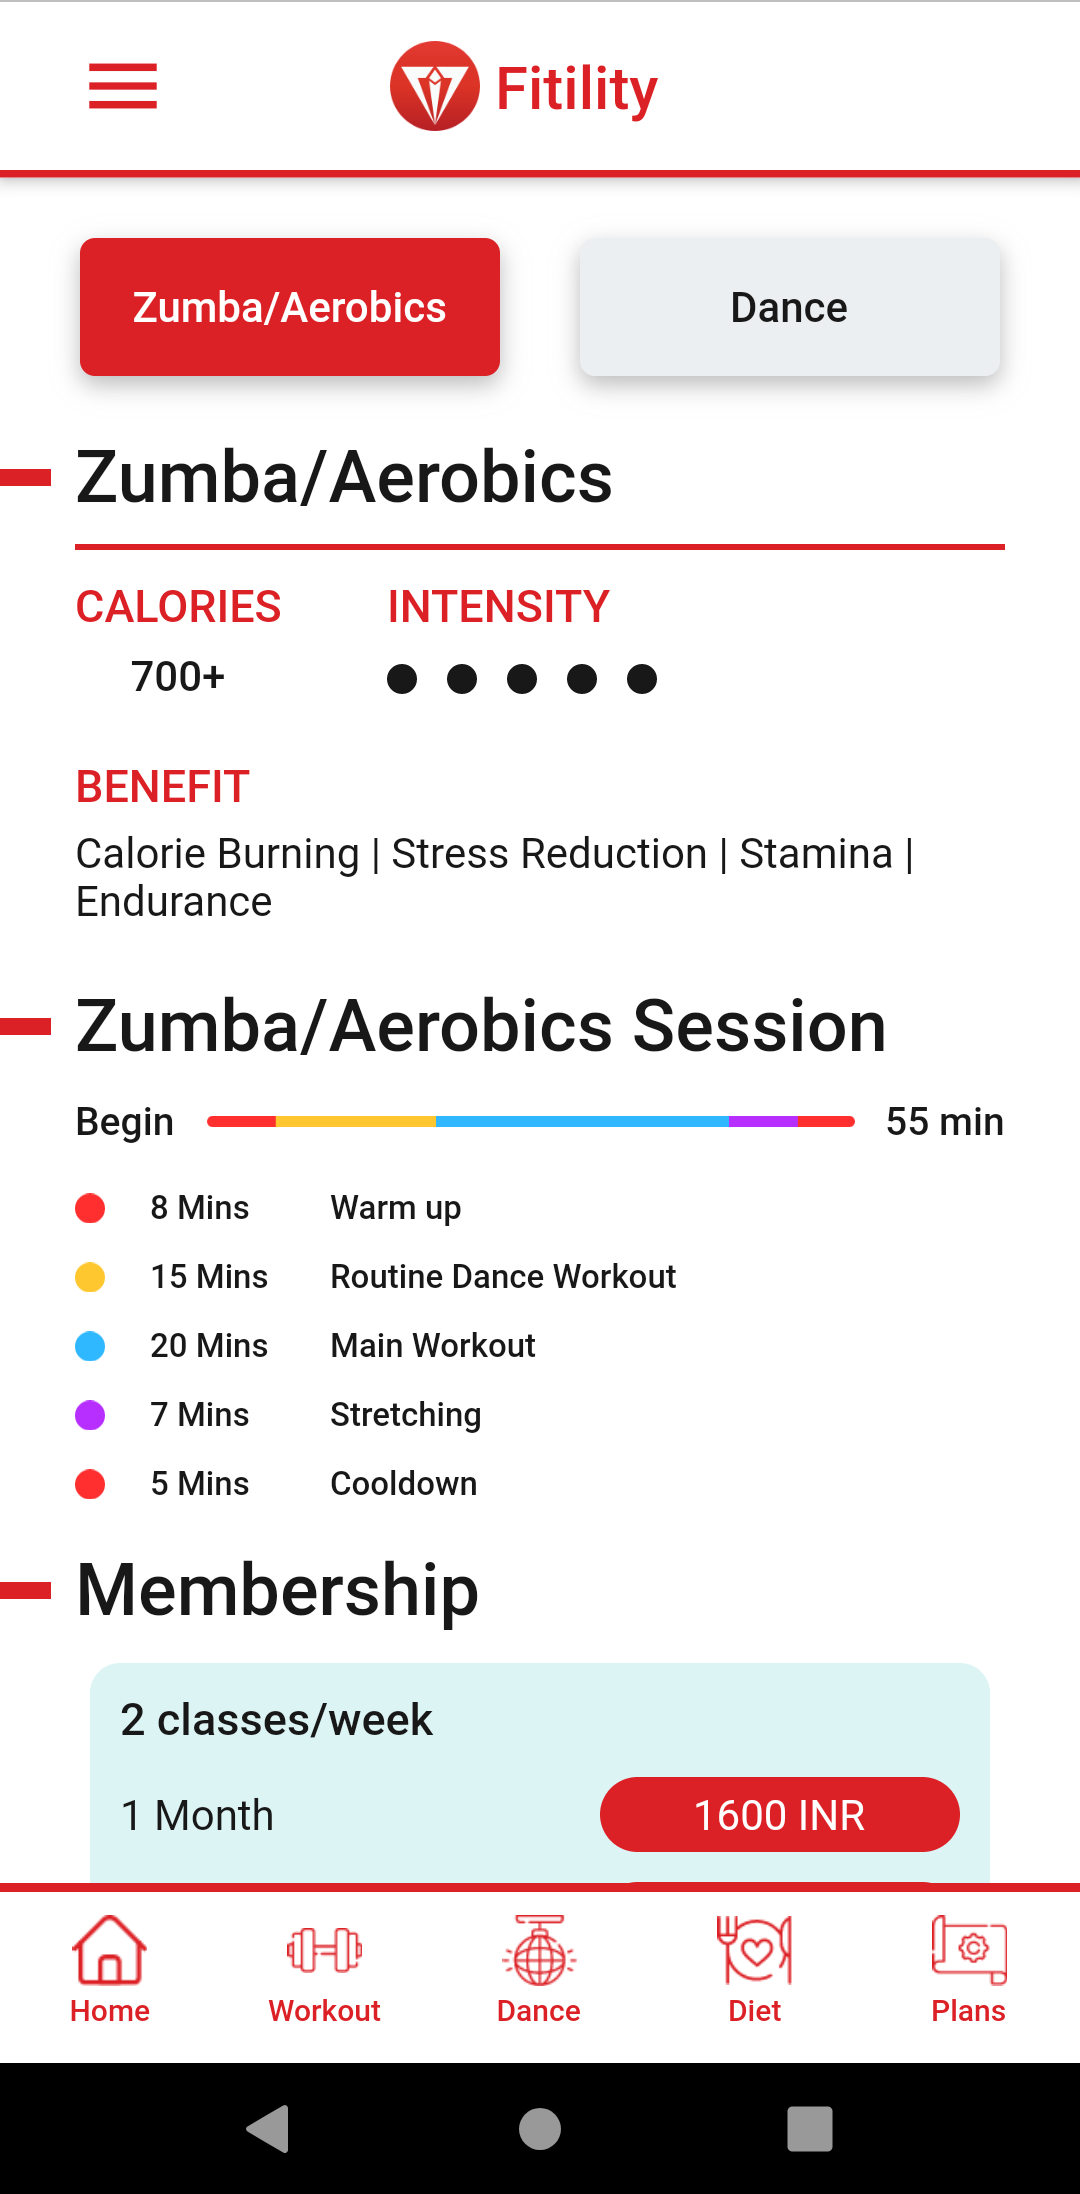 Fitility
Zumba/Aerobics
Dance
Zumba/Aerobics
CALORIES
INTENSITY
700+
BENEFIT
Calorie Burning | Stress Reduction | Stamina |
Endurance
Zumba/Aerobics Session
Begin
55 min
8 Mins
Warm up
15 Mins
Routine Dance Workout
20 Mins
Main Workout
7 Mins
Stretching
5 Mins
Cooldown
Membership
2 classes/week
1 Month
1600 INR
Home
Workout
Dance
Diet
Plans